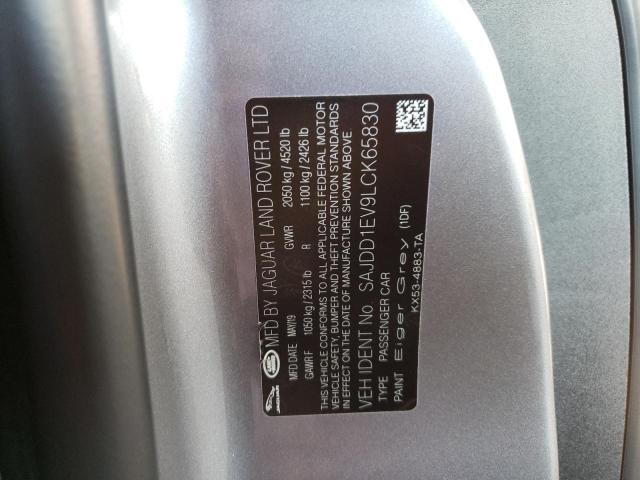 MFD BY JAGUAR LAND ROVER LTD
MFD DATE MAY/19 GVWR 2050 kg / 4520 lb
GAWR F 1050 kg / 2315 lb R 1100 kg / 2426 lb
THIS VEHICLE CONFORMS TO ALL APPLICABLE FEDERAL MOTOR
VEHICLE SAFETY, BUMPER AND THEFT PREVENTION STANDARDS
IN EFFECT ON THE DATE OF MANUFACTURE SHOWN ABOVE
VEH IDENT No. SAJDD1EV9LCK65830
TYPE PASSENGER CAR
PAINT Eiger Grey (1DF)
KX53-4883-TA
JAGUAR